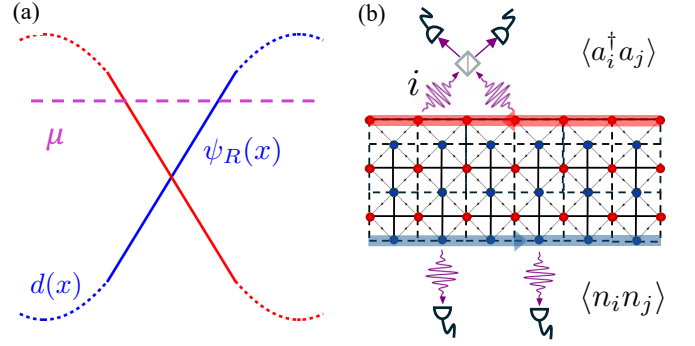 (a)
μ
ψ_R(x)
d(x)
(b)
i
⟨a_i^† a_j⟩
⟨n_i n_j⟩